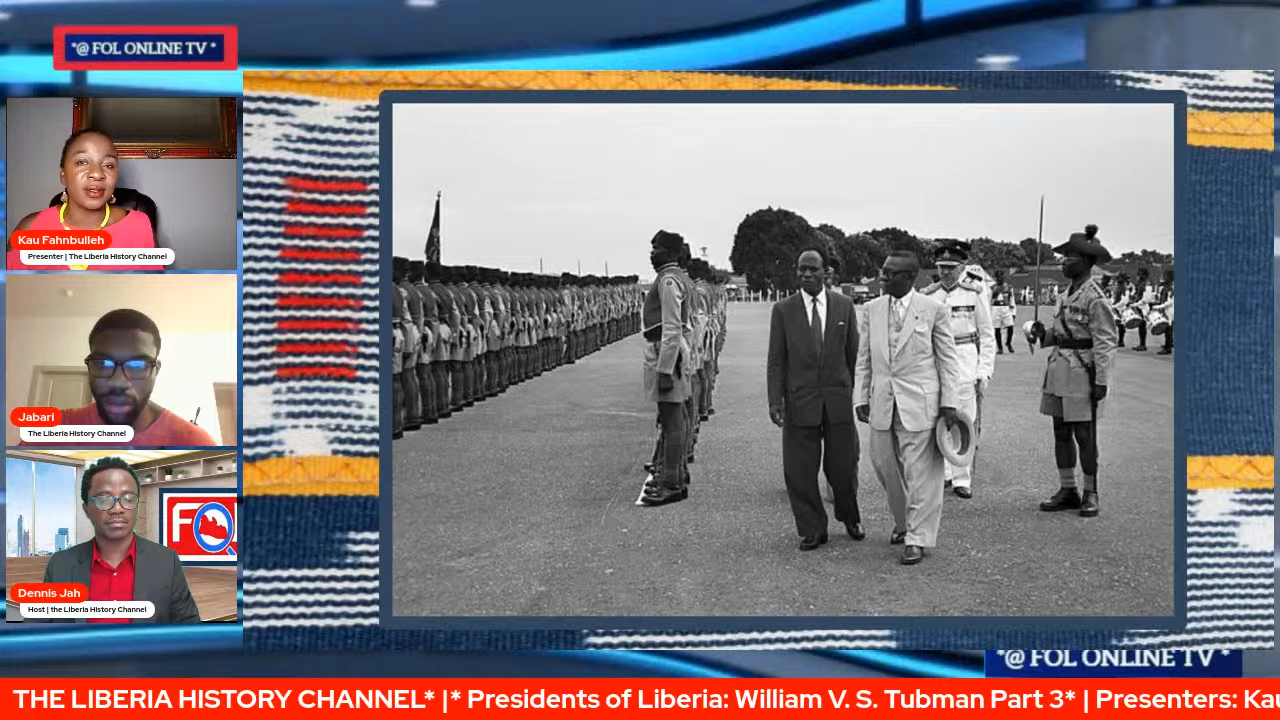 *@ FOL ONLINE TV *
Kau Fahnbulleh
Presenter | The Liberia History Channel
Jabari
The Liberia History Channel
FOL
Dennis Jah
Host | the Liberia History Channel
*@ FOL ONLINE TV *
THE LIBERIA HISTORY CHANNEL* |* Presidents of Liberia: William V. S. Tubman Part 3* | Presenters: Kau